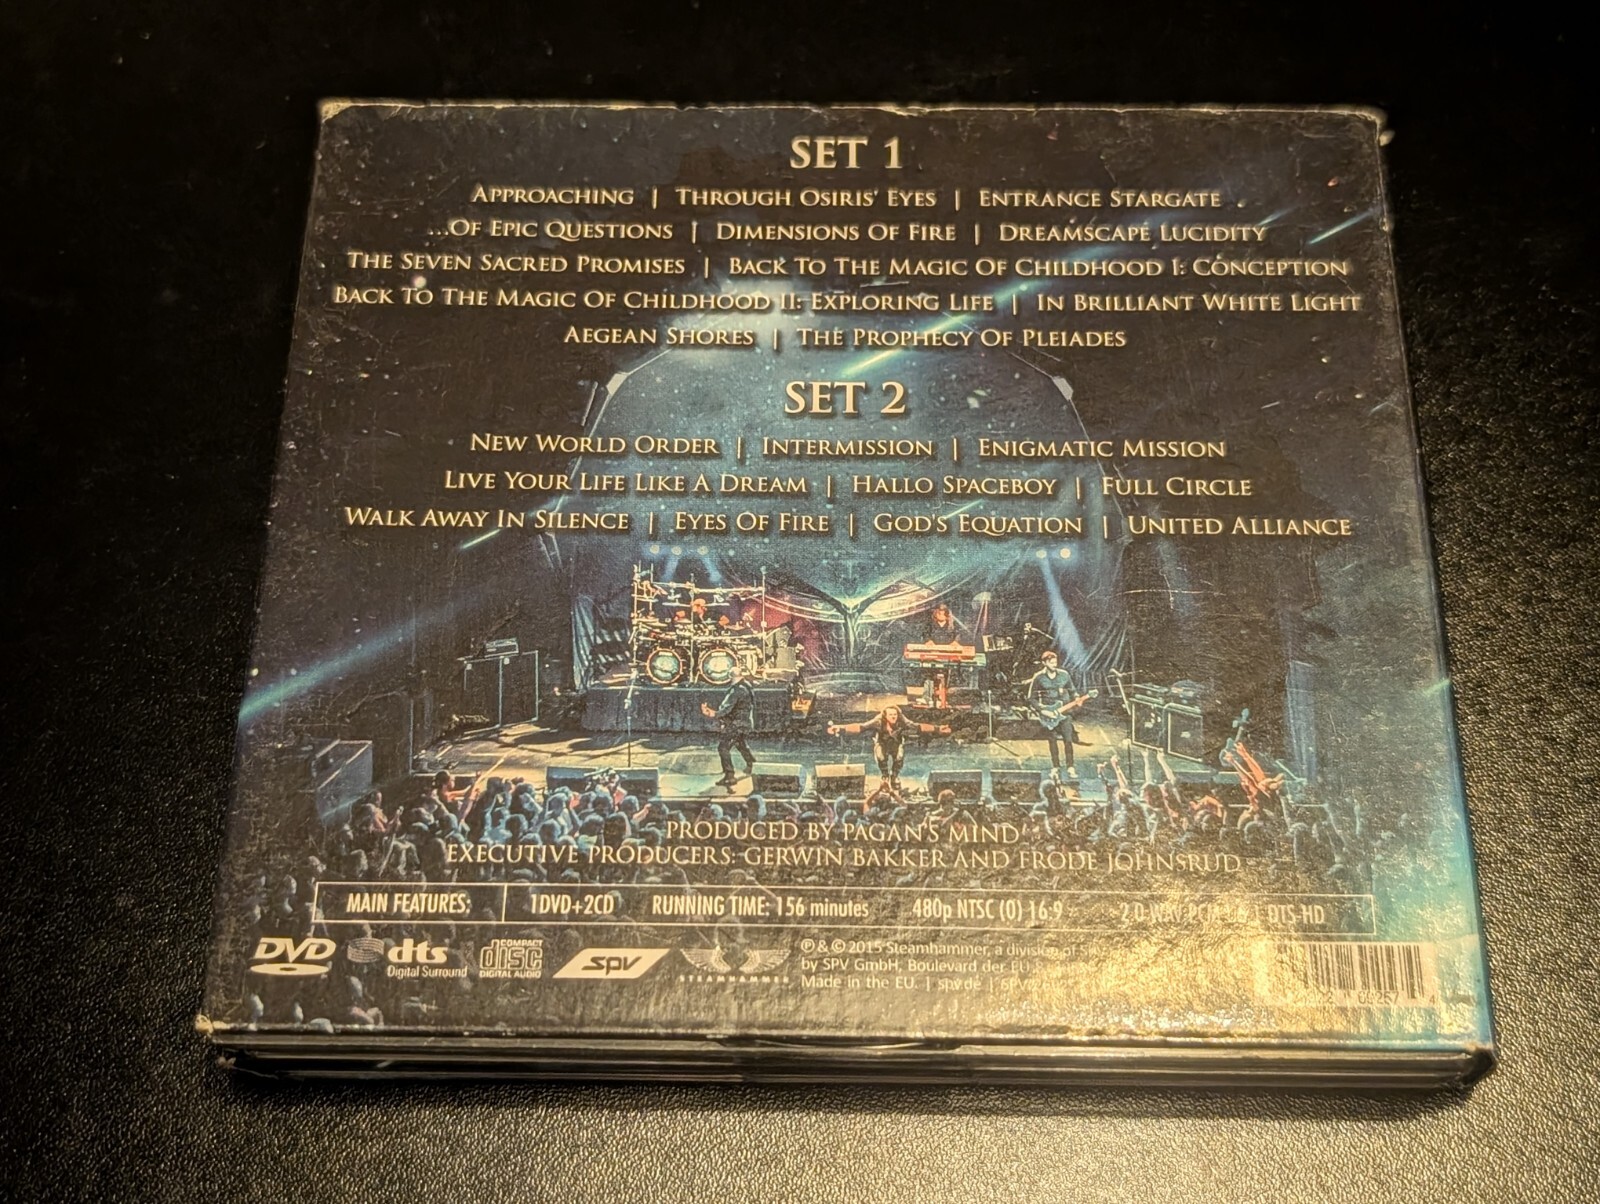 SET 1
APPROACHING | THROUGH OSIRIS' EYES | ENTRANCE STARGATE
...OF EPIC QUESTIONS | DIMENSIONS OF FIRE | DREAMSCAPE LUCIDITY
THE SEVEN SACRED PROMISES | BACK TO THE MAGIC OF CHILDHOOD I: CONCEPTION
BACK TO THE MAGIC OF CHILDHOOD II: EXPLORING LIFE | IN BRILLIANT WHITE LIGHT
AEGEAN SHORES | THE PROPHECY OF PLEIADES
SET 2
NEW WORLD ORDER | INTERMISSION | ENIGMATIC MISSION
LIVE YOUR LIFE LIKE A DREAM | HALLO SPACEBOY | FULL CIRCLE
WALK AWAY IN SILENCE | EYES OF FIRE | GOD'S EQUATION | UNITED ALLIANCE
PRODUCED BY PAGAN'S MIND
EXECUTIVE PRODUCERS: GERWIN BAKKER AND FRODE JOHNSRUD
MAIN FEATURES: 1DVD+2CD RUNNING TIME: 156 minutes 480p NTSC (0) 16:9 2.0 WAV PCM DTS-HD
DVD
dts Digital Surround
COMPACT disc DIGITAL AUDIO
SPV
STEAMHAMMER
℗ & © 2015 Steamhammer, a division of
by SPV GmbH, Boulevard der EU
Made in the EU. | spv.de |